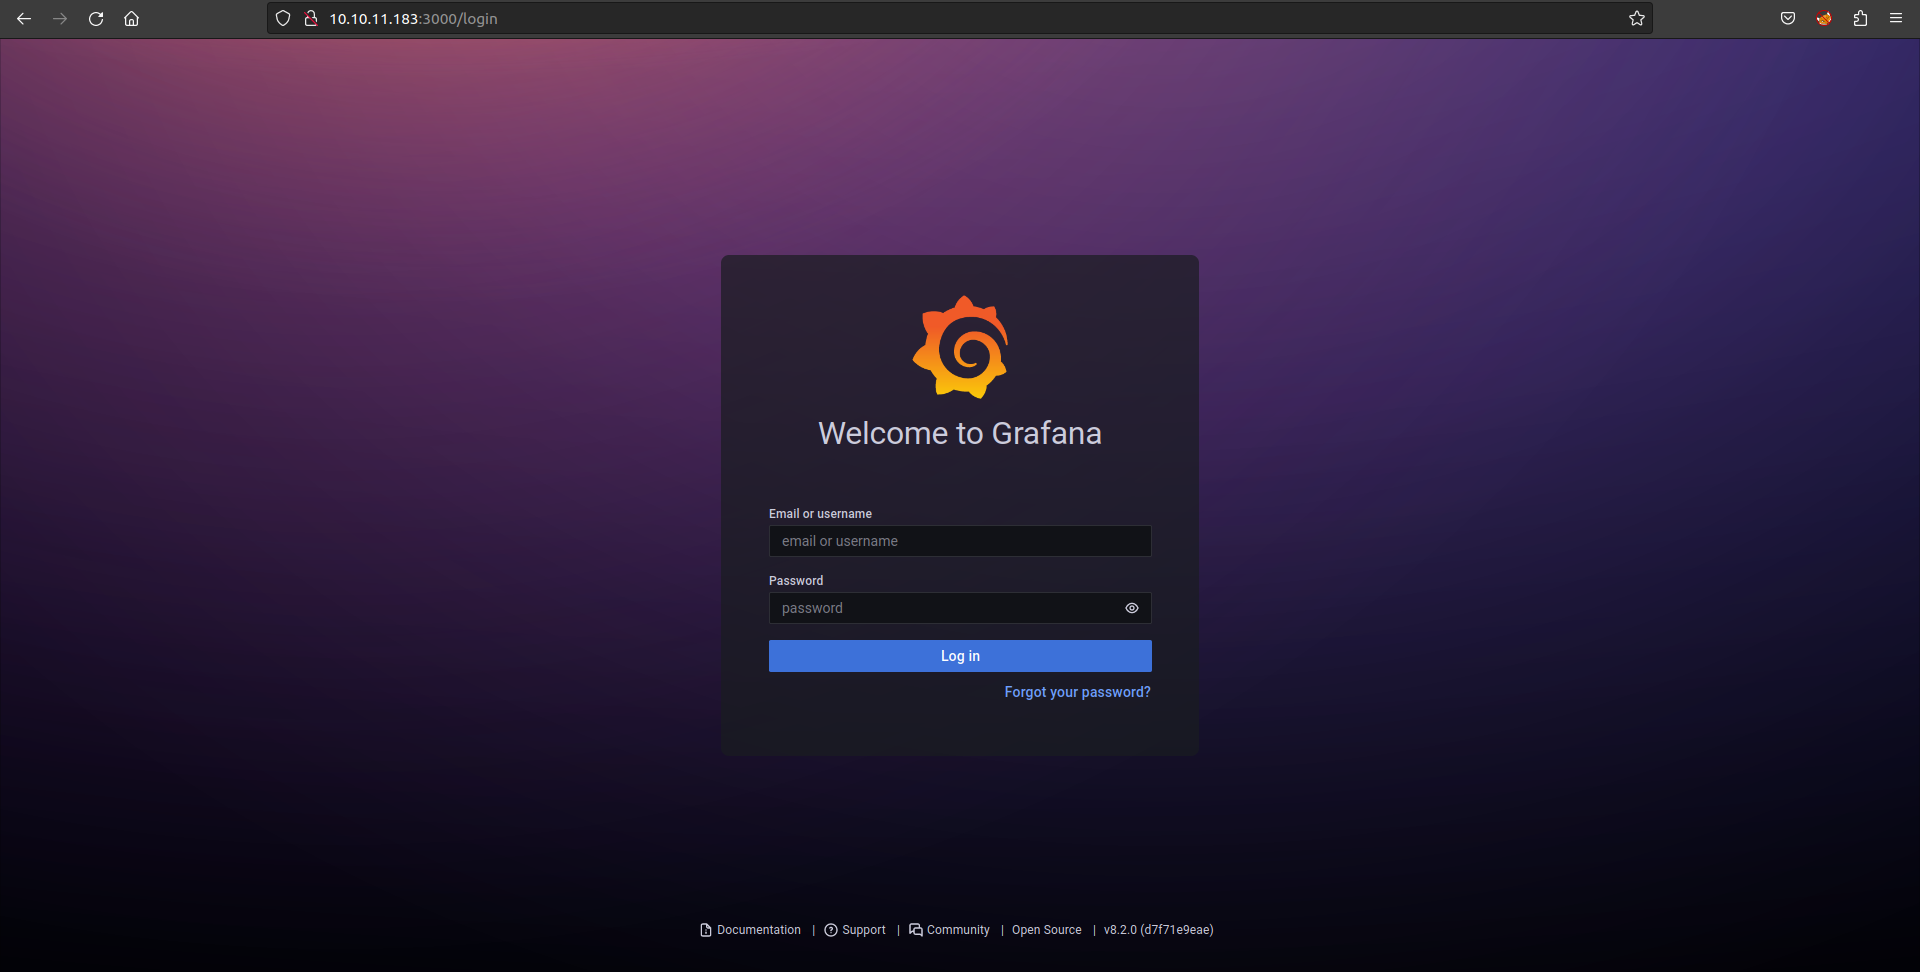 10.10.11.183:3000/login
Welcome to Grafana
Email or username
email or username
Password
password
Log in
Forgot your password?
Documentation | Support | Community | Open Source | v8.2.0 (d7f71e9eae)